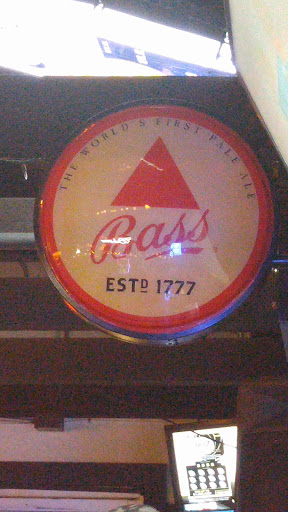 THE WORLD'S FIRST PALE ALE
Bass
ESTD 1777